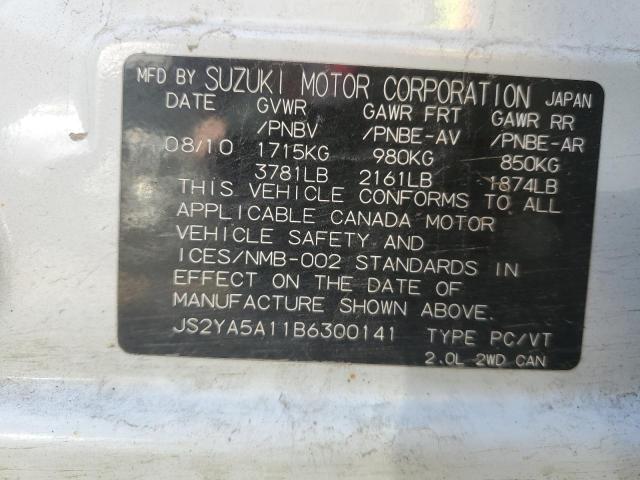 MFD BY SUZUKI MOTOR CORPORATION JAPAN
DATE GVWR GAWR FRT GAWR RR
/PNBV /PNBE-AV /PNBE-AR
08/10 1715KG 980KG 850KG
3781LB 2161LB 1874LB
THIS VEHICLE CONFORMS TO ALL
APPLICABLE CANADA MOTOR
VEHICLE SAFETY AND
ICES/NMB-002 STANDARDS IN
EFFECT ON THE DATE OF
MANUFACTURE SHOWN ABOVE.
JS2YA5A11B6300141 TYPE PC/VT
2.0L 2WD CAN